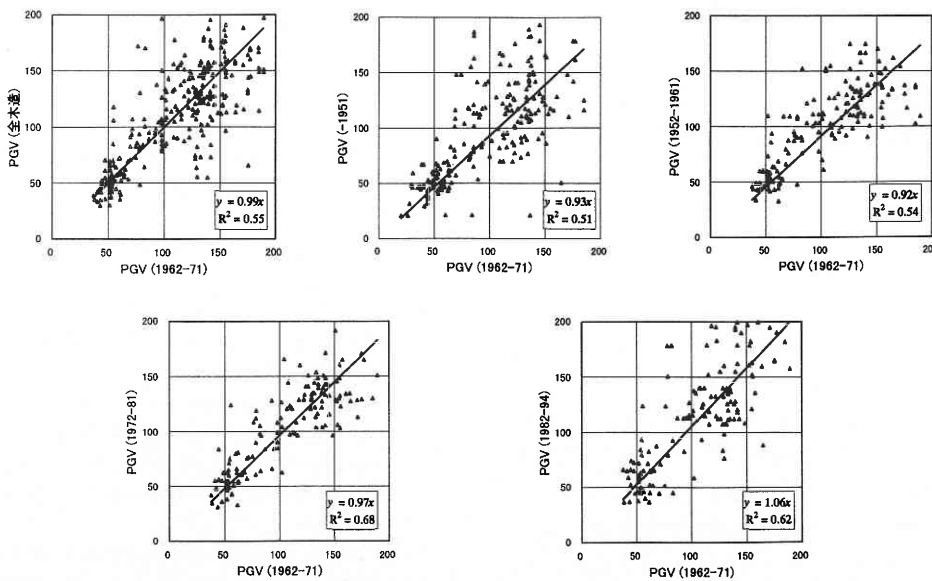 200
150
100
50
0
PGV (全木造)
y = 0.99x
R² = 0.55
0 50 100 150 200
PGV (1962-71)
200
150
100
50
0
PGV (-1951)
y = 0.93x
R² = 0.51
0 50 100 150 200
PGV (1962-71)
200
150
100
50
0
PGV (1952-1961)
y = 0.92x
R² = 0.54
0 50 100 150 200
PGV (1962-71)
200
150
100
50
0
PGV (1972-81)
y = 0.97x
R² = 0.68
0 50 100 150 200
PGV (1962-71)
200
150
100
50
0
PGV (1982-94)
y = 1.06x
R² = 0.62
0 50 100 150 200
PGV (1962-71)